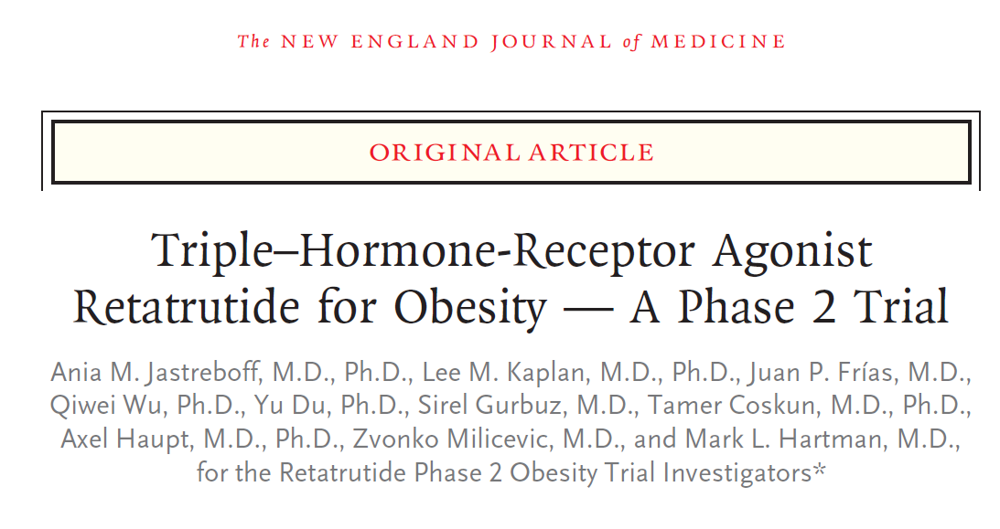 The NEW ENGLAND JOURNAL of MEDICINE
ORIGINAL ARTICLE
Triple–Hormone-Receptor Agonist
Retatrutide for Obesity — A Phase 2 Trial
Ania M. Jastreboff, M.D., Ph.D., Lee M. Kaplan, M.D., Ph.D., Juan P. Frías, M.D.,
Qiwei Wu, Ph.D., Yu Du, Ph.D., Sirel Gurbuz, M.D., Tamer Coskun, M.D., Ph.D.,
Axel Haupt, M.D., Ph.D., Zvonko Milicevic, M.D., and Mark L. Hartman, M.D.,
for the Retatrutide Phase 2 Obesity Trial Investigators*